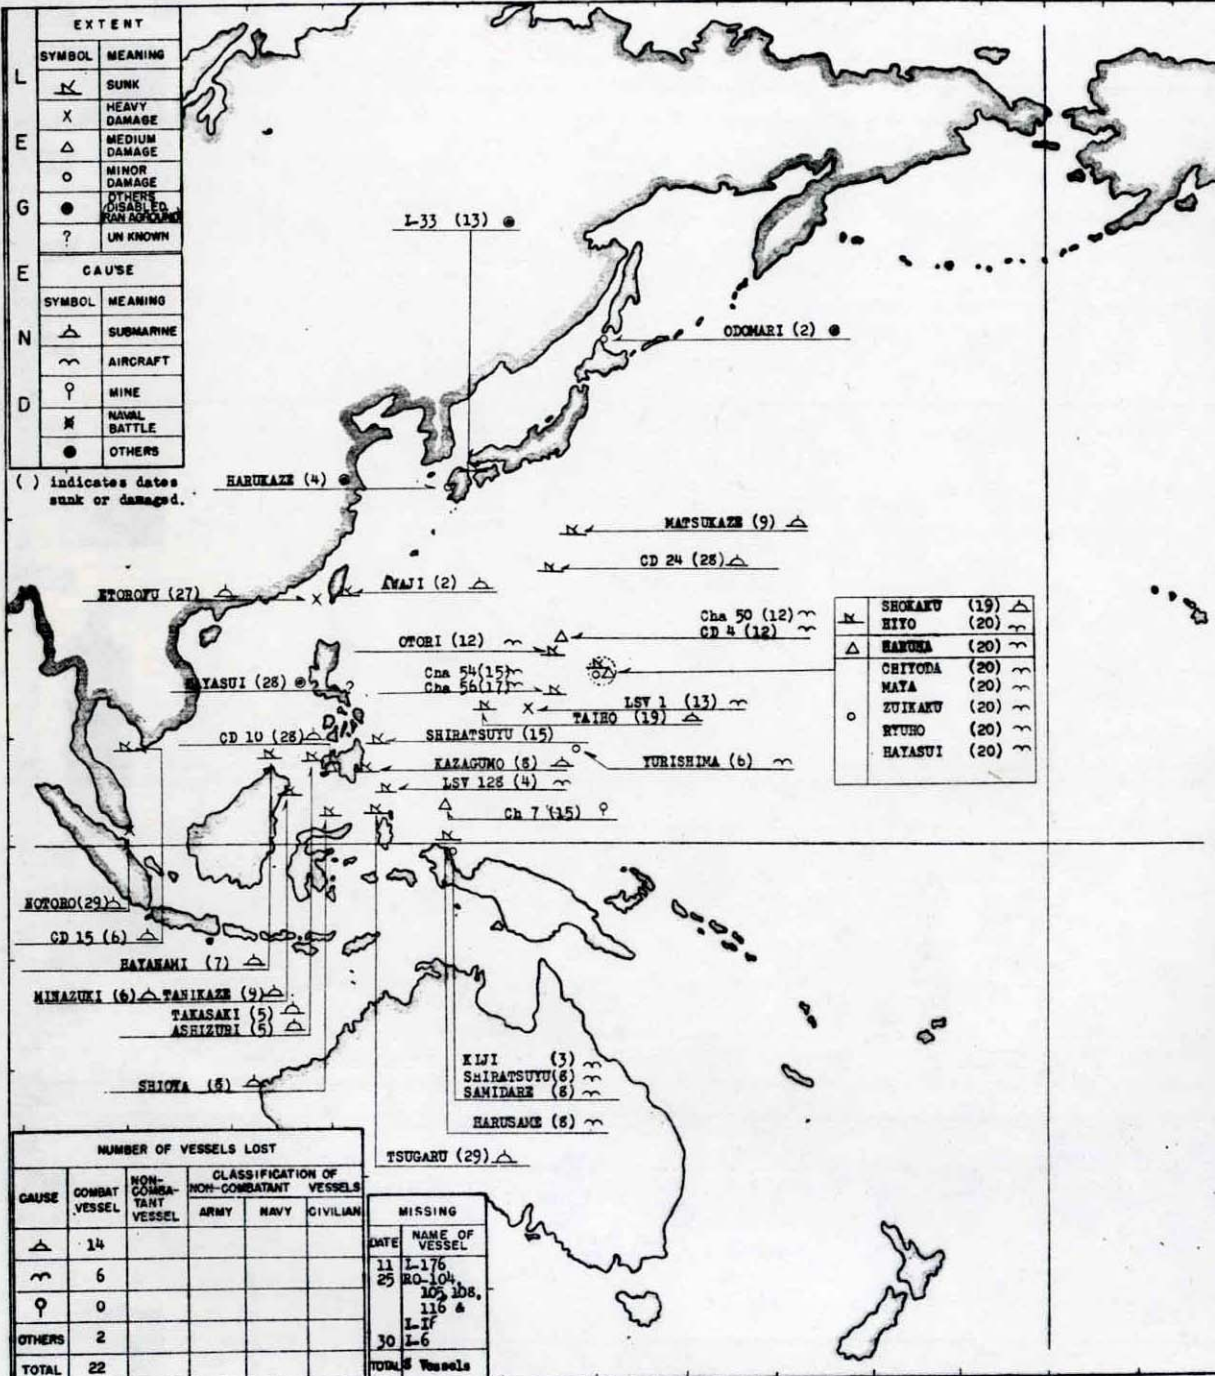 LEGEND
EXTENT
SYMBOL MEANING
SUNK
X HEAVY DAMAGE
MEDIUM DAMAGE
MINOR DAMAGE
OTHERS (DISABLED, RAN AGROUND)
? UN KNOWN
CAUSE
SYMBOL MEANING
SUBMARINE
AIRCRAFT
MINE
NAVAL BATTLE
OTHERS
( ) indicates dates
sunk or damaged.
I-33 (13)
ODOMARI (2)
HARUKAZE (4)
MATSUKAZE (9)
CD 24 (28)
ETOROFU (27)
AWAJI (2)
Cha 50 (12)
CD 4 (12)
OTORI (12)
SHOKAKU (19)
HIYO (20)
HARUNA (20)
CHIYODA (20)
MAYA (20)
ZUIKAKU (20)
RYUHO (20)
HAYASUI (20)
Cha 54(15)
Cha 56(17)
HAYASUI (28)
?
LSV 1 (13)
TAIHO (19)
CD 10 (28)
SHIRATSUYU (15)
KAZAGUMO (8)
YURISHIMA (6)
LSV 128 (4)
Ch 7 (15)
NOTORO(29)
CD 15 (6)
HAYANAMI (7)
MINAZUKI (6) TANIKAZE (9)
TAKASAKI (5)
ASHIZURI (5)
SHIOYA (8)
KIJI (3)
SHIRATSUYU(8)
SAMIDARE (8)
HARUSAME (8)
TSUGARU (29)
NUMBER OF VESSELS LOST
CAUSE COMBAT VESSEL NON-COMBA-TANT VESSEL CLASSIFICATION OF NON-COMBATANT VESSELS
ARMY NAVY CIVILIAN
14
6
0
OTHERS 2
TOTAL 22
MISSING
DATE NAME OF VESSEL
11 I-176
25 RO-104,
105, 108,
116 &
30 I-6
TOTAL 8 Vessels